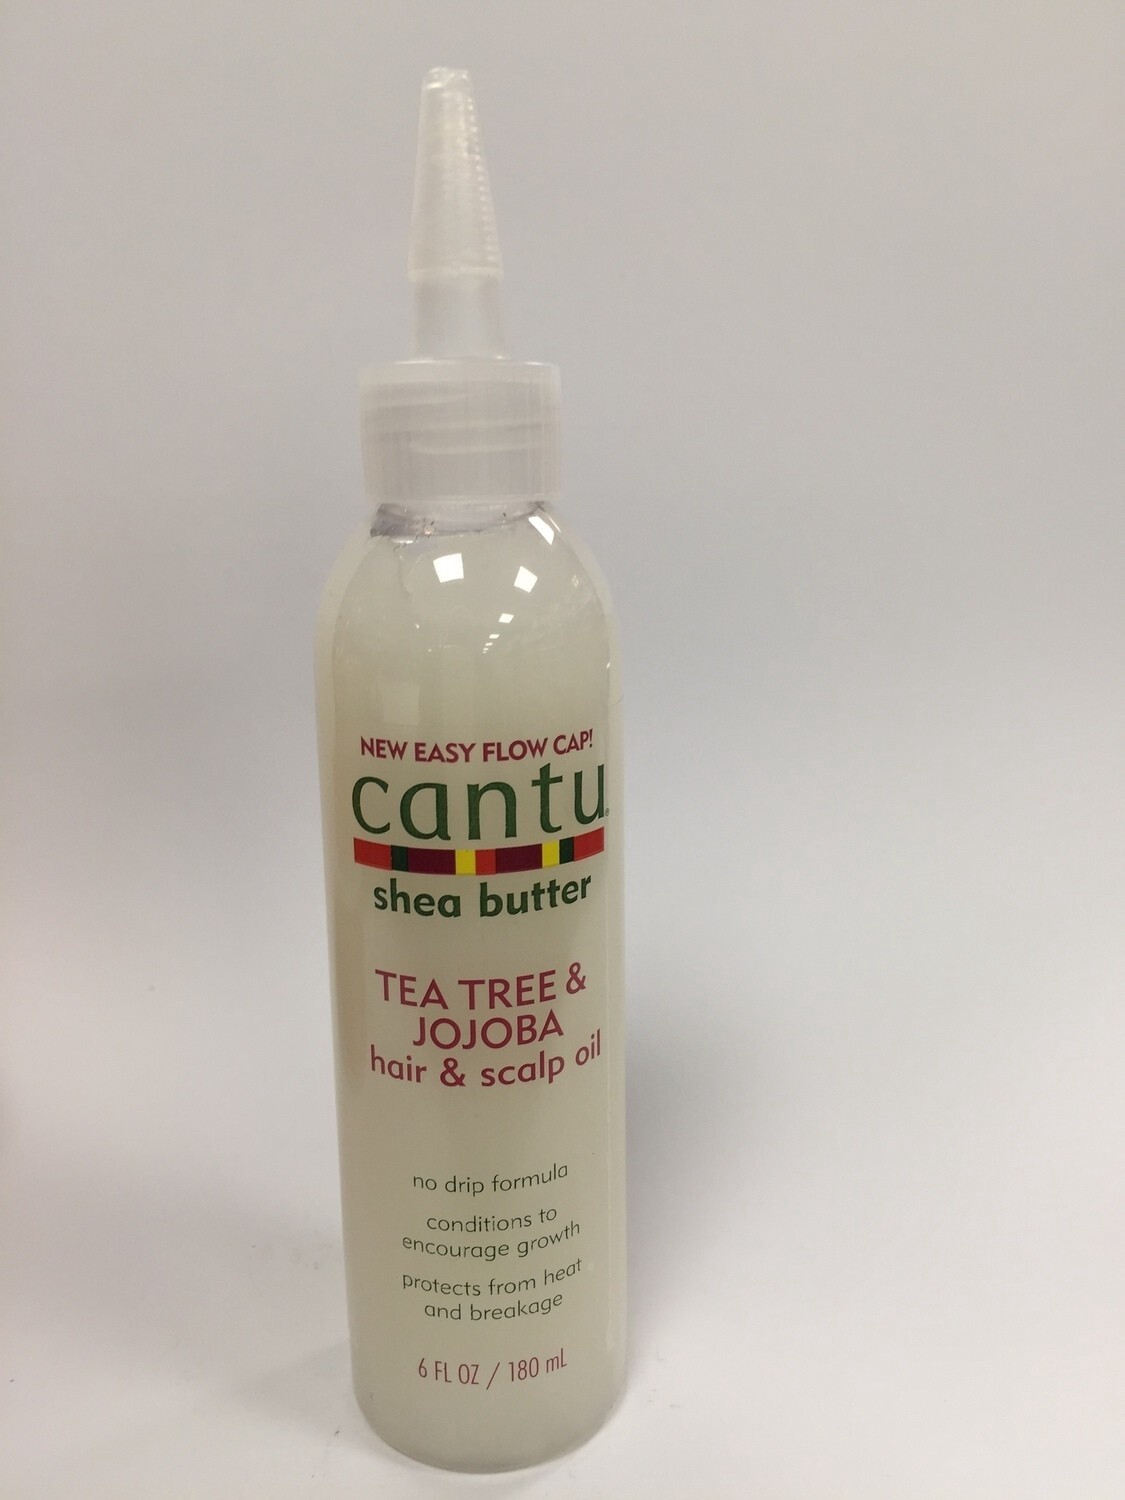 NEW EASY FLOW CAP!
cantu®
shea butter
TEA TREE &
JOJOBA
hair & scalp oil
no drip formula
conditions to
encourage growth
protects from heat
and breakage
6 FL OZ / 180 mL